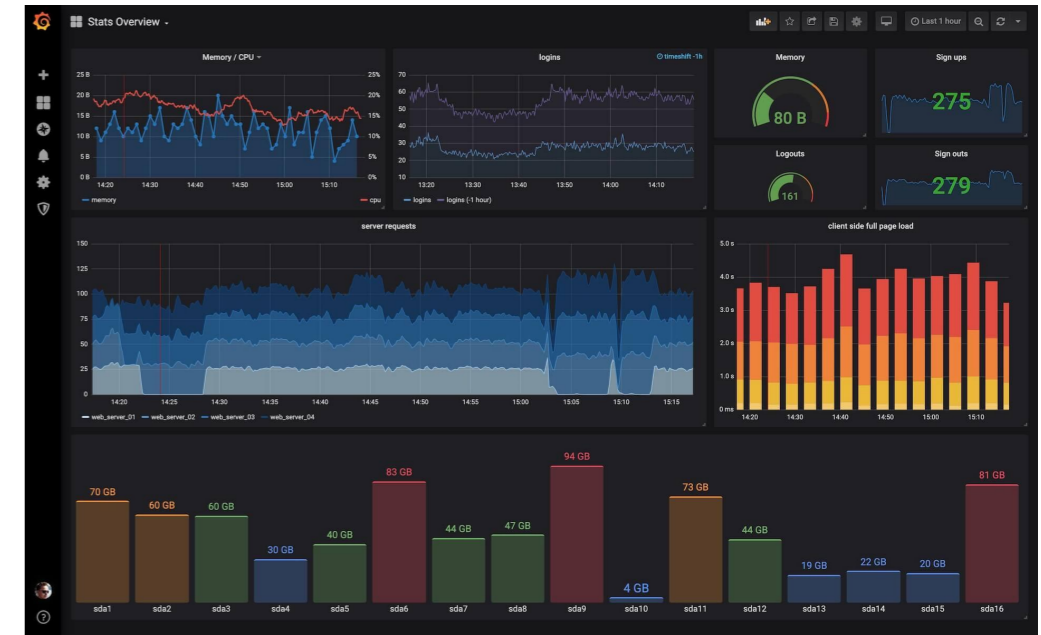 Stats Overview
Last 1 hour
Memory / CPU
25 B
20 B
15 B
10 B
5 B
0 B
25%
20%
15%
10%
5%
0%
14:20 14:30 14:40 14:50 15:00 15:10
memory
cpu
logins
timeshift -1h
70
60
50
40
30
20
10
13:20 13:30 13:40 13:50 14:00 14:10
logins logins (-1 hour)
Memory
80 B
Sign ups
275
Logouts
161
Sign outs
279
server requests
150
125
100
75
50
25
0
14:20 14:25 14:30 14:35 14:40 14:45 14:50 14:55 15:00 15:05 15:10 15:15
web_server_01 web_server_02 web_server_03 web_server_04
client side full page load
5.0 s
4.0 s
3.0 s
2.0 s
1.0 s
0 ms
14:20 14:30 14:40 14:50 15:00 15:10
70 GB 60 GB 60 GB 30 GB 40 GB 83 GB 44 GB 47 GB 94 GB 4 GB 73 GB 44 GB 19 GB 22 GB 20 GB 81 GB
sda1 sda2 sda3 sda4 sda5 sda6 sda7 sda8 sda9 sda10 sda11 sda12 sda13 sda14 sda15 sda16